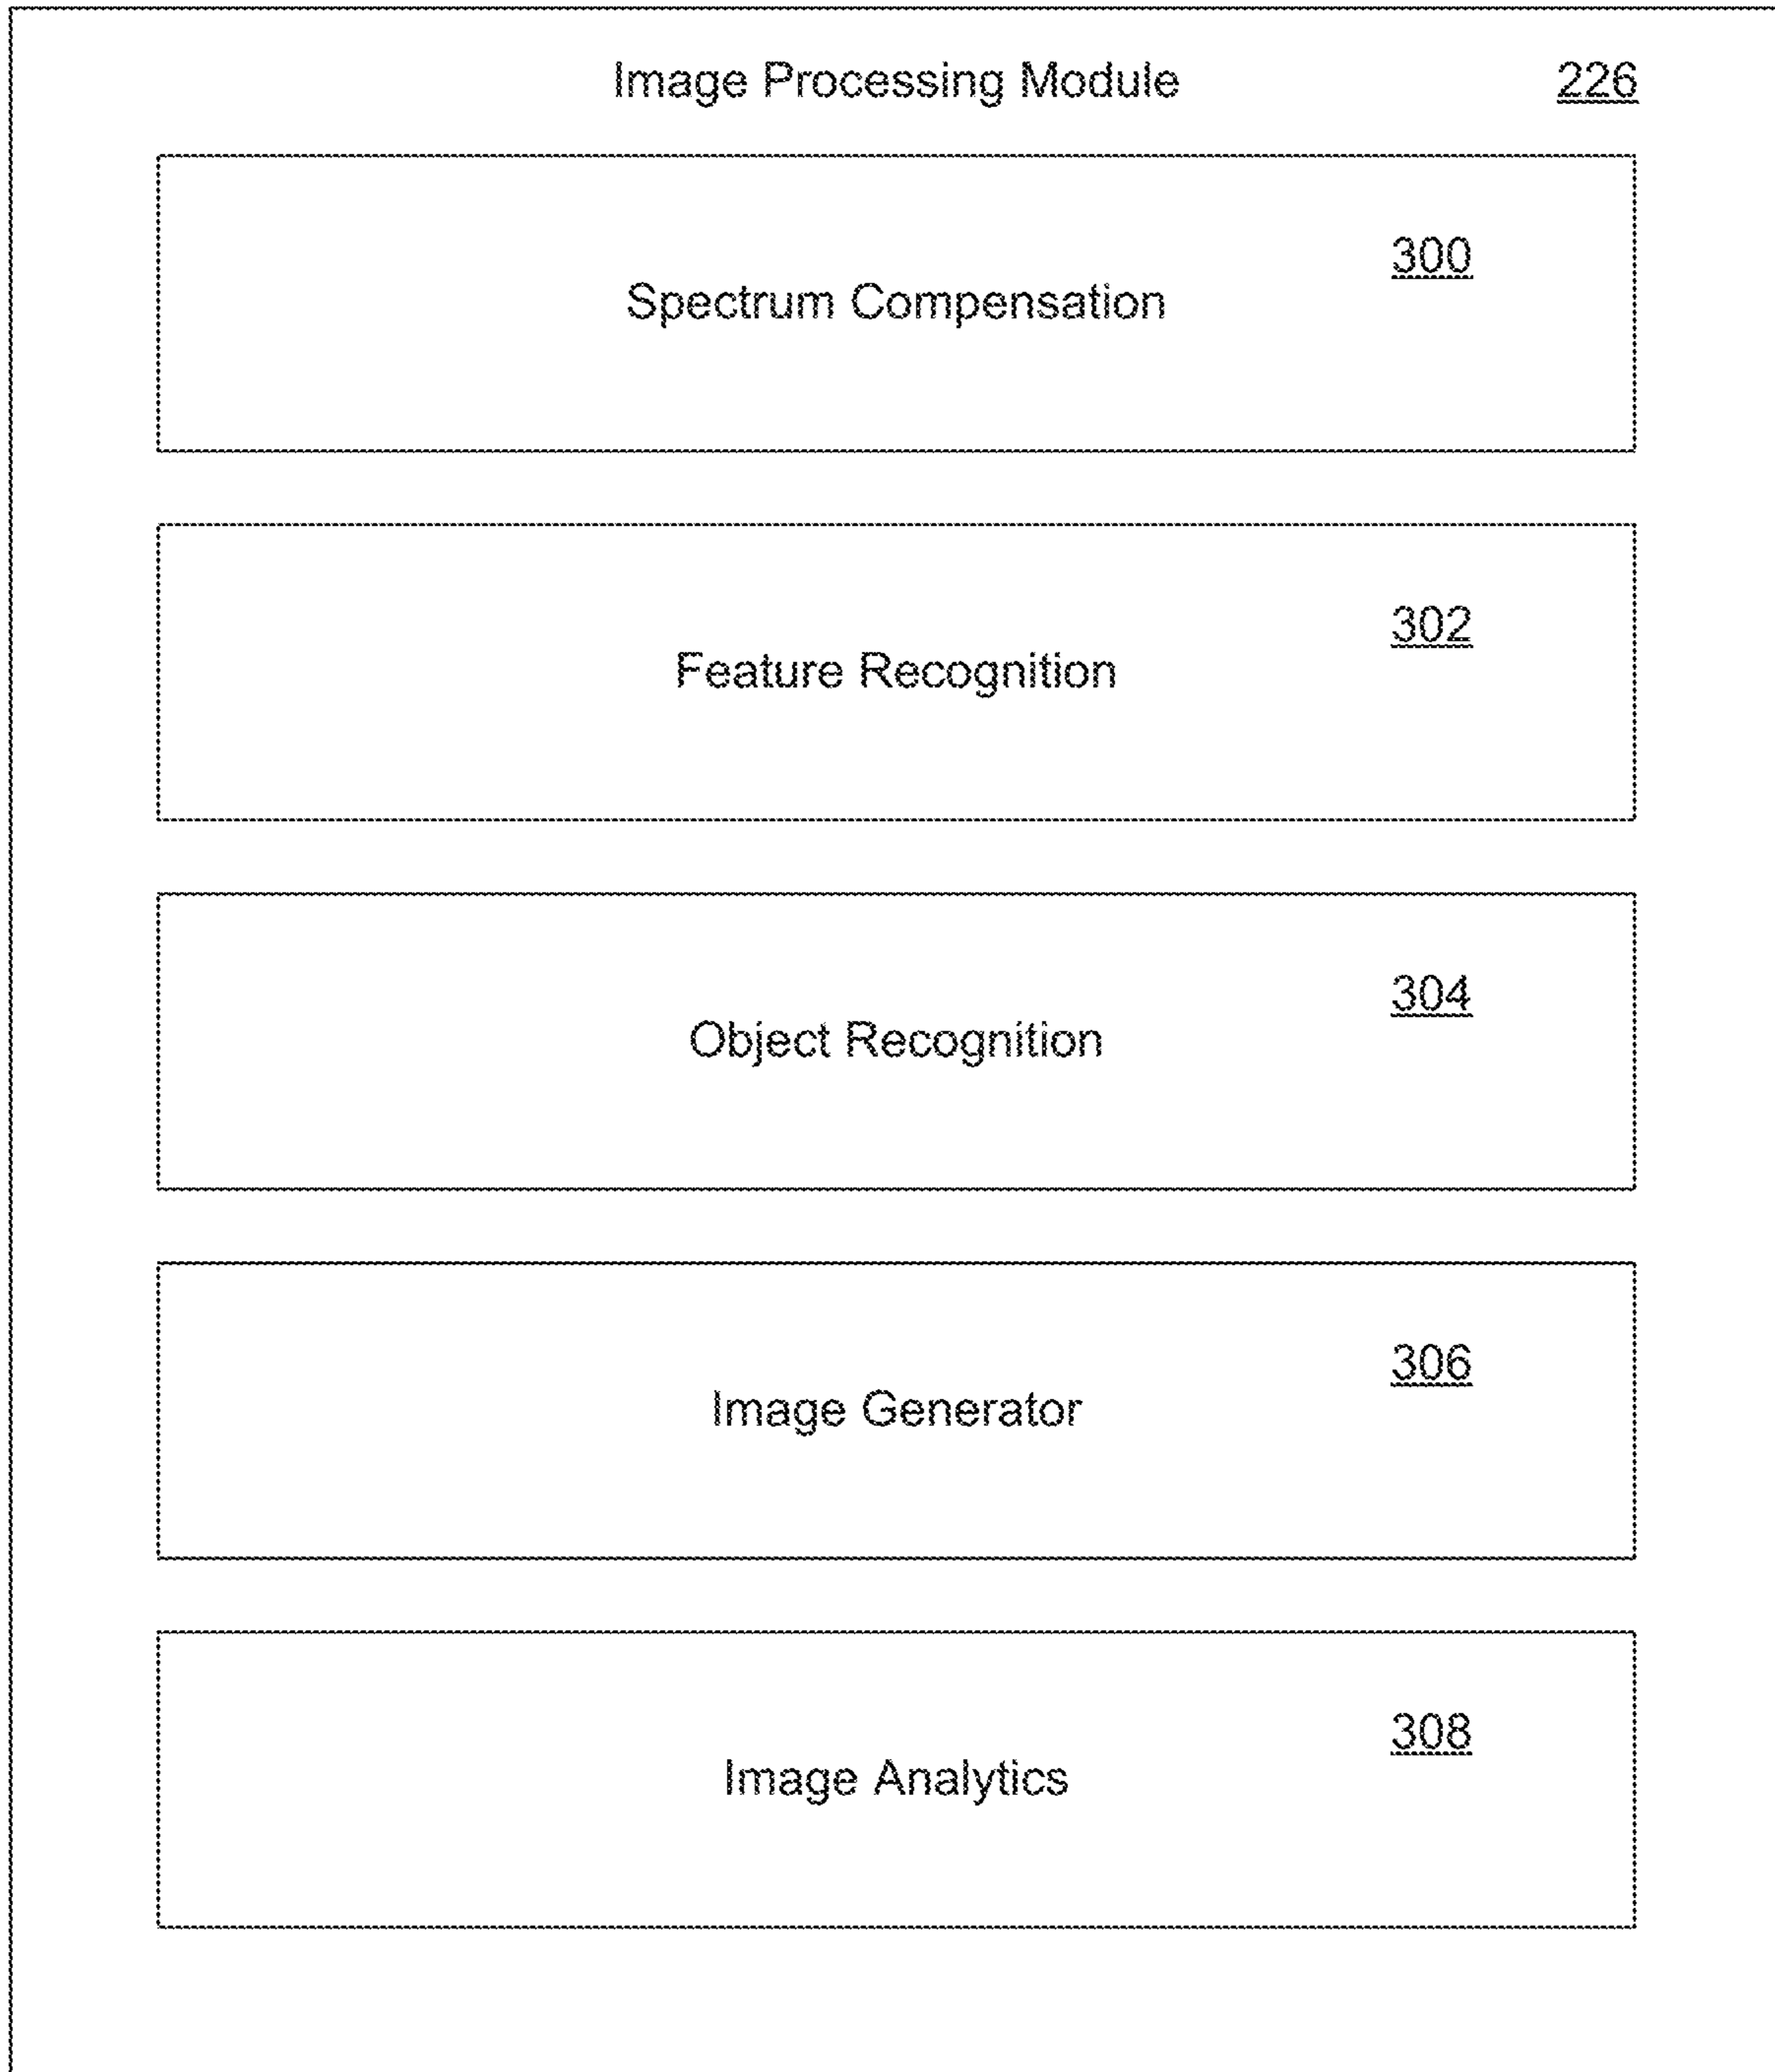 Image Processing Module 226
300
Spectrum Compensation
302
Feature Recognition
304
Object Recognition
306
Image Generator
308
Image Analytics